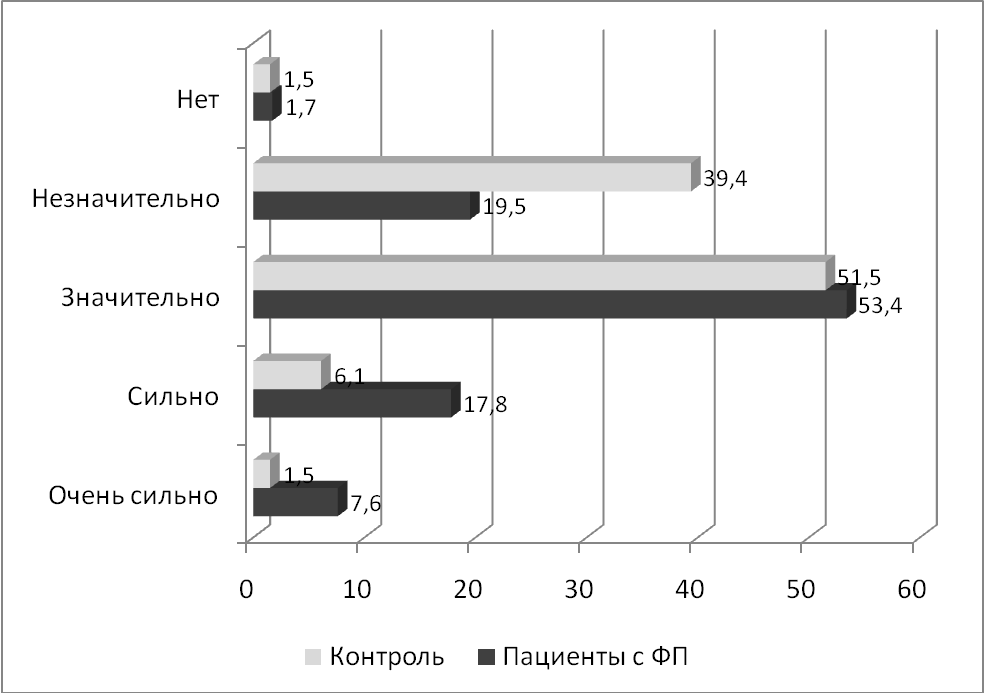 Нет
1,5
1,7
Незначительно
39,4
19,5
Значительно
51,5
53,4
Сильно
6,1
17,8
Очень сильно
1,5
7,6
0 10 20 30 40 50 60
Контроль Пациенты с ФП